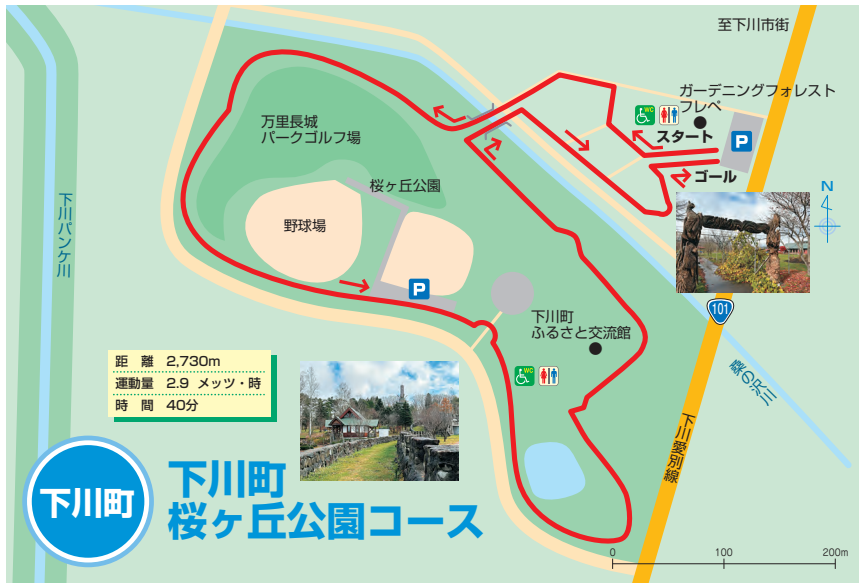 至下川市街
ガーデニングフォレスト
フレペ
WC
スタート
P
ゴール
万里長城
パークゴルフ場
桜ヶ丘公園
野球場
下川パンケ川
N
P
101
下川町
ふるさと交流館
WC
桑の沢川
下川愛別線
距 離 2,730m
運動量 2.9 メッツ・時
時 間 40分
下川町
下川町
桜ヶ丘公園コース
0 100 200m